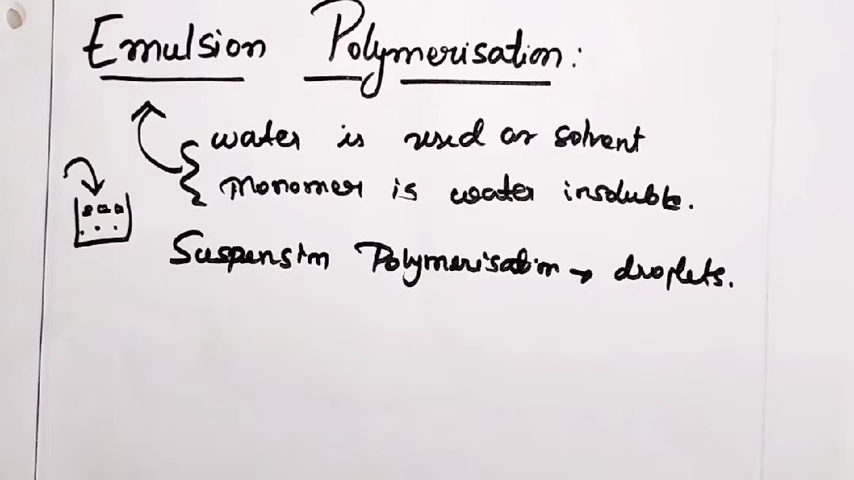 Emulsion Polymerisation:
water is used as solvent
Monomer is water insoluble.
Suspension Polymerisation → droplets.